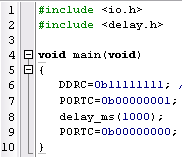 1 #include <io.h>
2 #include <delay.h>
3
4 void main(void)
5 {
6 DDRC=0b11111111; /
7 PORTC=0b00000001;
8 delay_ms(1000);
9 PORTC=0b00000000;
10 }